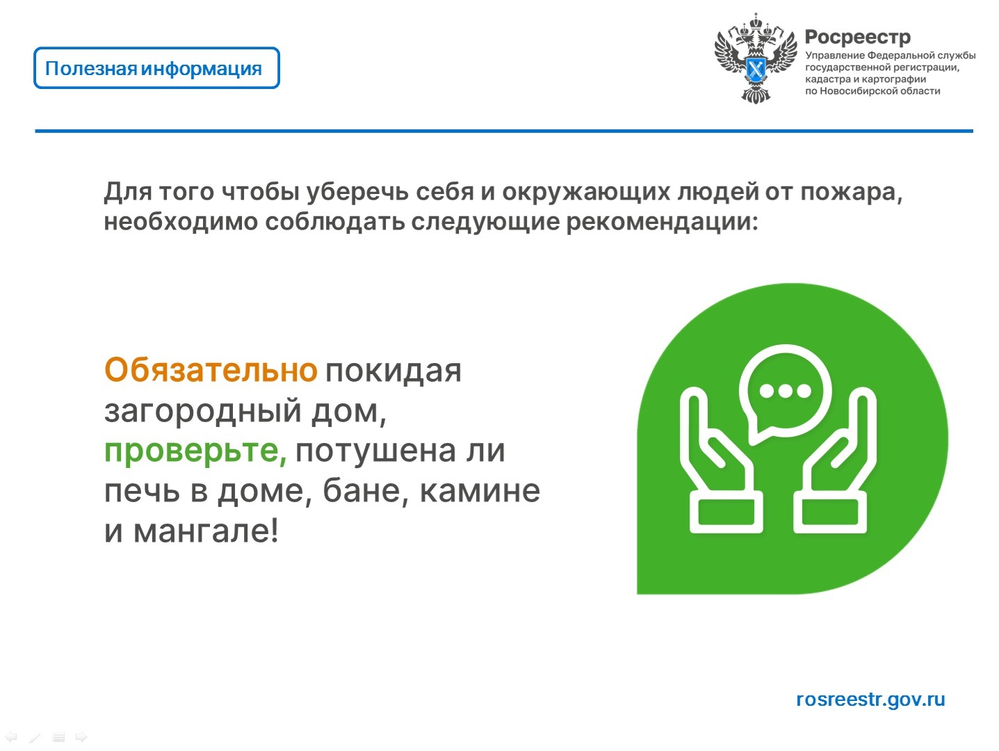 Полезная информация
Росреестр
Управление Федеральной службы
государственной регистрации,
кадастра и картографии
по Новосибирской области
Для того чтобы уберечь себя и окружающих людей от пожара,
необходимо соблюдать следующие рекомендации:
Обязательно покидая
загородный дом,
проверьте, потушена ли
печь в доме, бане, камине
и мангале!
rosreestr.gov.ru